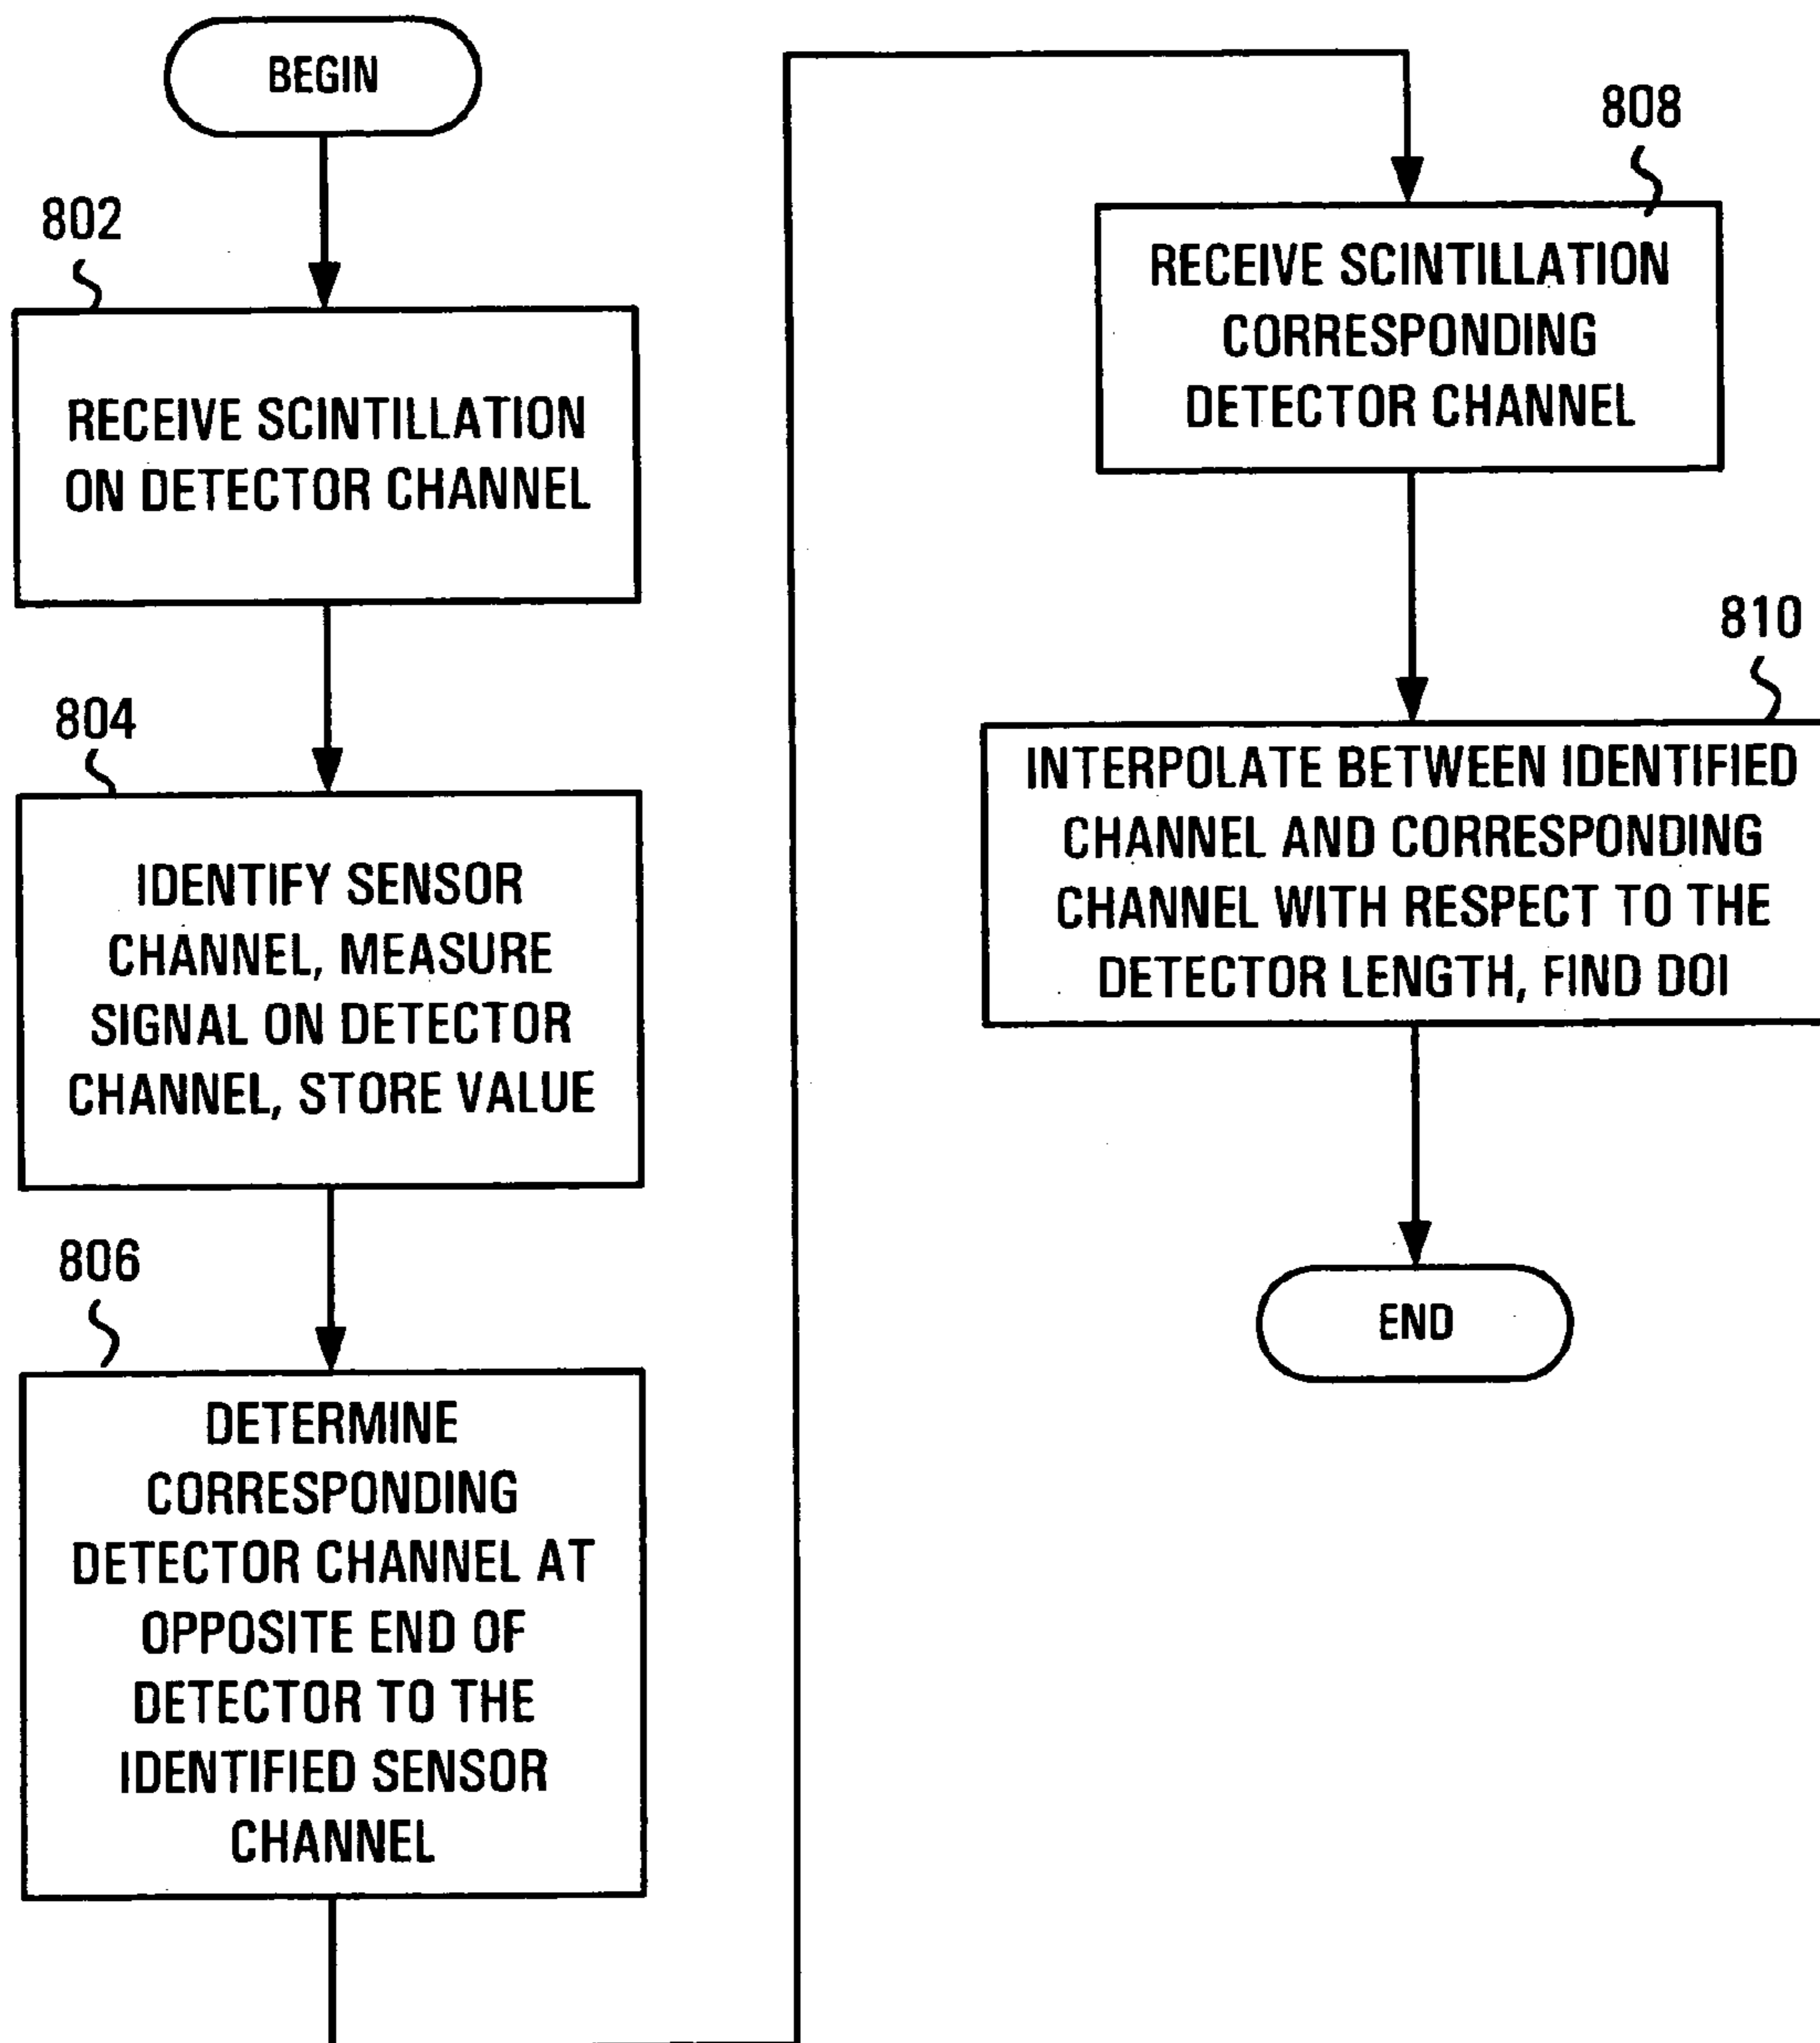 BEGIN
802
RECEIVE SCINTILLATION
ON DETECTOR CHANNEL
804
IDENTIFY SENSOR
CHANNEL, MEASURE
SIGNAL ON DETECTOR
CHANNEL, STORE VALUE
806
DETERMINE
CORRESPONDING
DETECTOR CHANNEL AT
OPPOSITE END OF
DETECTOR TO THE
IDENTIFIED SENSOR
CHANNEL
808
RECEIVE SCINTILLATION
CORRESPONDING
DETECTOR CHANNEL
810
INTERPOLATE BETWEEN IDENTIFIED
CHANNEL AND CORRESPONDING
CHANNEL WITH RESPECT TO THE
DETECTOR LENGTH, FIND DOI
END